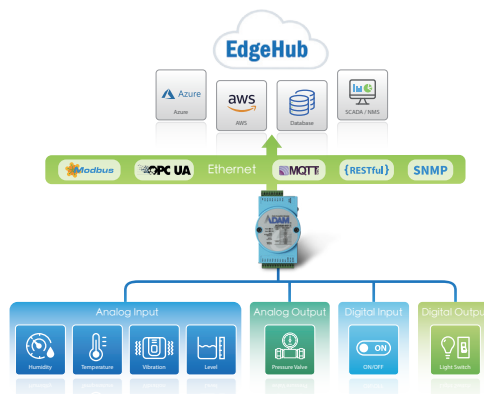 EdgeHub
Azure
Azure
aws
AWS
Database
SCADA / NMS
Modbus
OPC UA
Ethernet
MQTT
{RESTful}
SNMP
ADAM
Analog Input
Analog Output
Digital Input
Digital Output
Humidity
Temperature
Vibration
Level
Pressure Valve
ON
ON/OFF
Light Switch